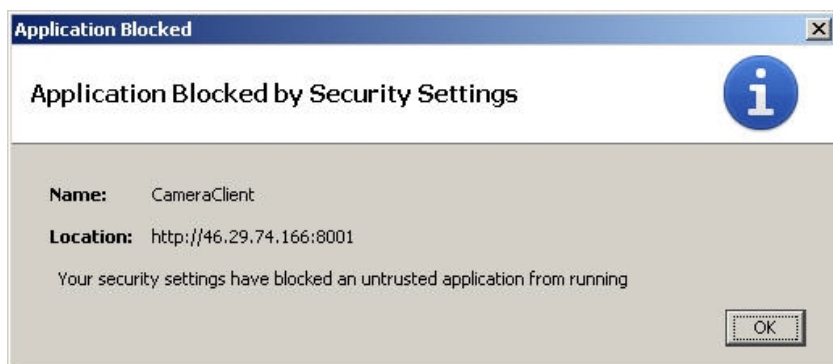 Application Blocked
Application Blocked by Security Settings
Name: CameraClient
Location: http://46.29.74.166:8001
Your security settings have blocked an untrusted application from running
OK